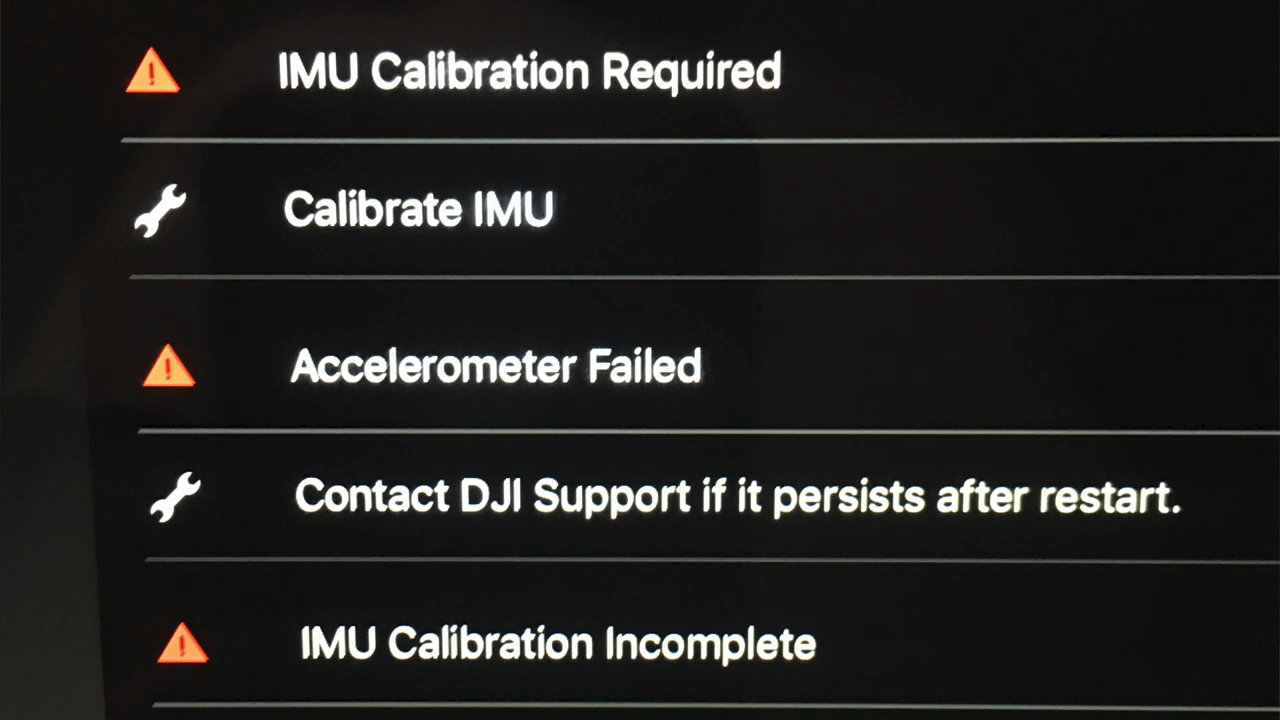 IMU Calibration Required
Calibrate IMU
Accelerometer Failed
Contact DJI Support if it persists after restart.
IMU Calibration Incomplete